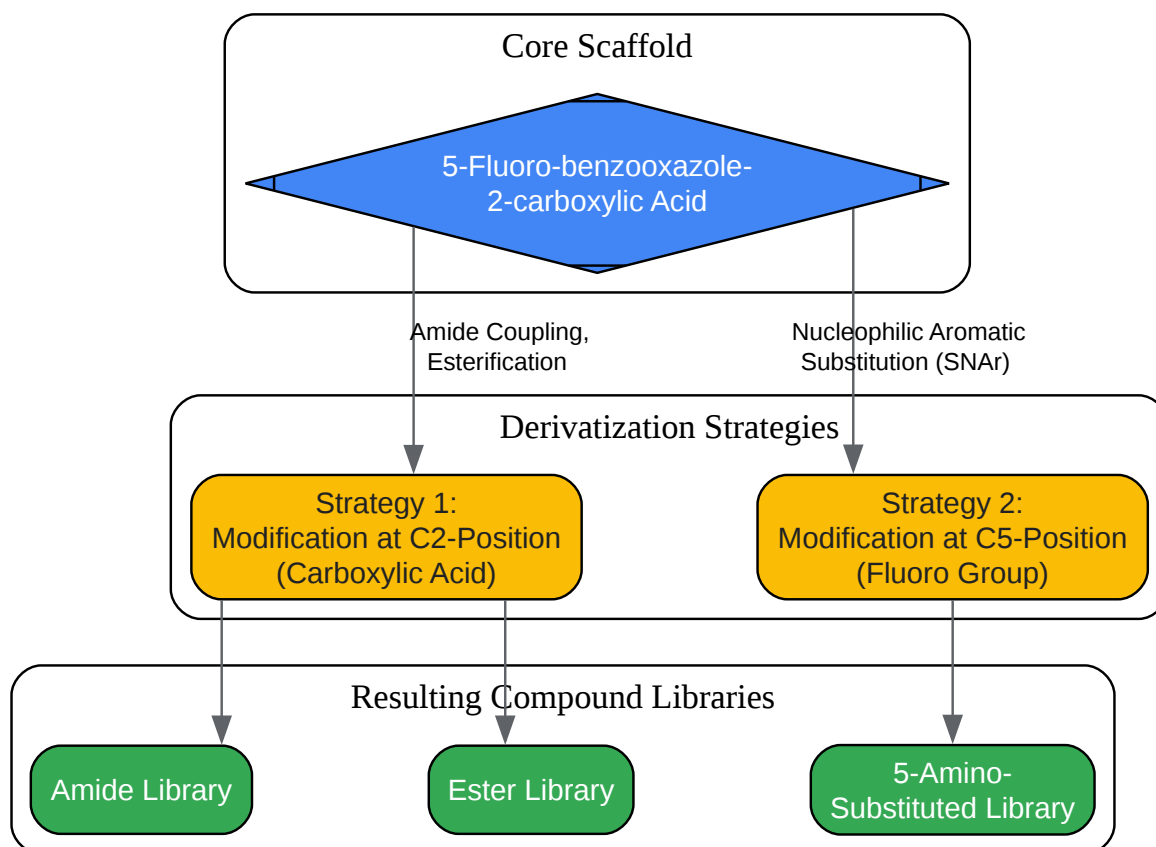 Core Scaffold
5-Fluoro-benzooxazole-
2-carboxylic Acid
Amide Coupling,
Esterification
Nucleophilic Aromatic
Substitution (SNAr)
Derivatization Strategies
Strategy 1:
Modification at C2-Position
(Carboxylic Acid)
Strategy 2:
Modification at C5-Position
(Fluoro Group)
Resulting Compound Libraries
Amide Library
Ester Library
5-Amino-
Substituted Library